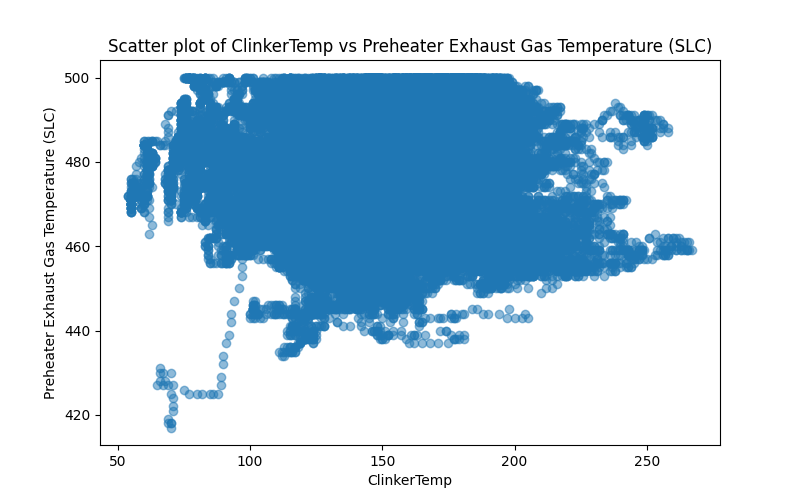 Scatter plot of ClinkerTemp vs Preheater Exhaust Gas Temperature (SLC)
Preheater Exhaust Gas Temperature (SLC)
500
480
460
440
420
50 100 150 200 250
ClinkerTemp